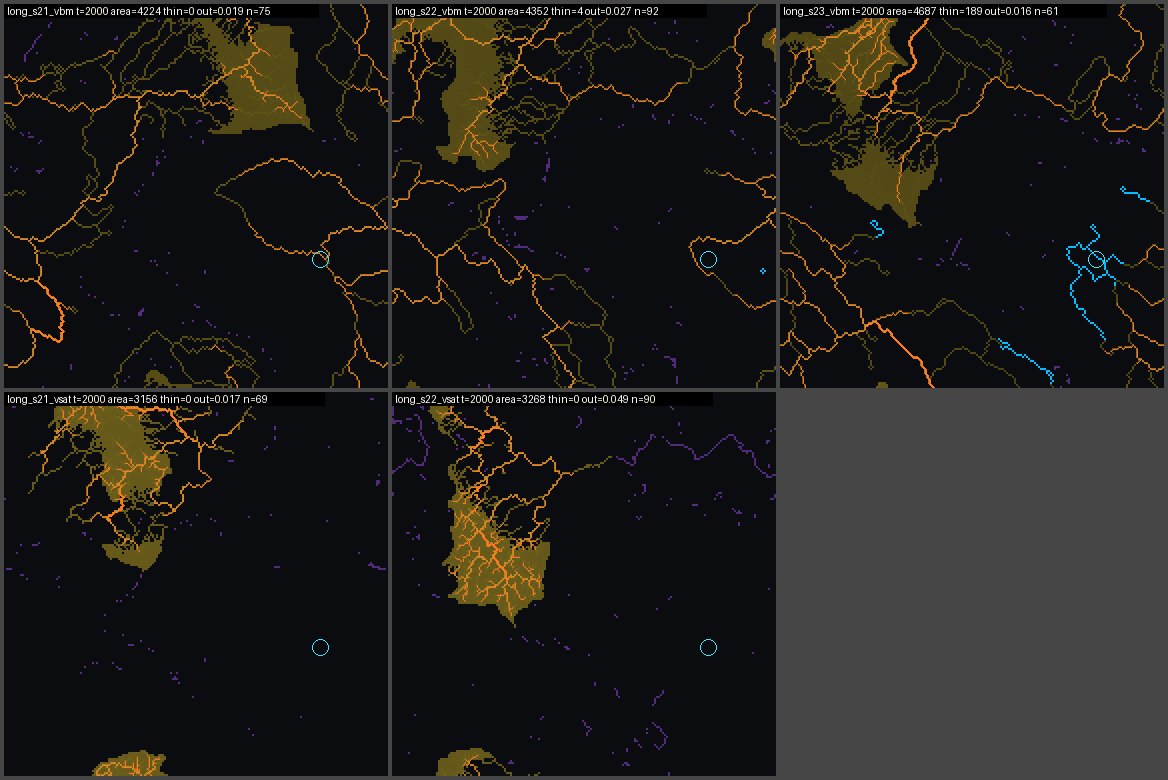 long_s21_vbm t=2000 area=4224 thin=0 out=0.019 n=75
long_s22_vbm t=2000 area=4352 thin=4 out=0.027 n=92
long_s23_vbm t=2000 area=4687 thin=189 out=0.016 n=61
long_s21_vsatt t=2000 area=3156 thin=0 out=0.017 n=69
long_s22_vsatt t=2000 area=3268 thin=0 out=0.049 n=90